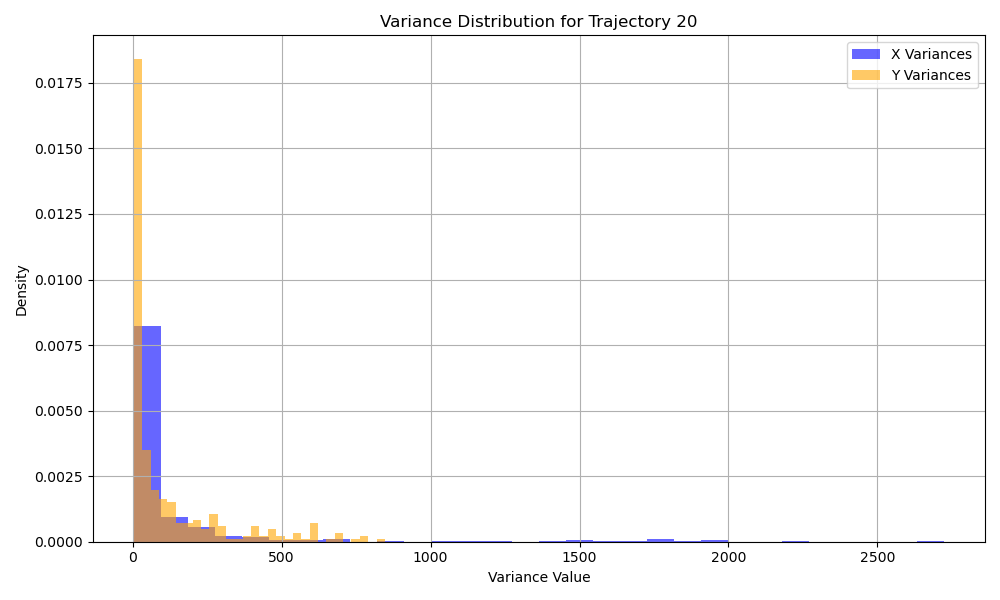 Variance Distribution for Trajectory 20
X Variances
Y Variances
0.0175
0.0150
0.0125
0.0100
0.0075
0.0050
0.0025
0.0000
Density
0 500 1000 1500 2000 2500
Variance Value